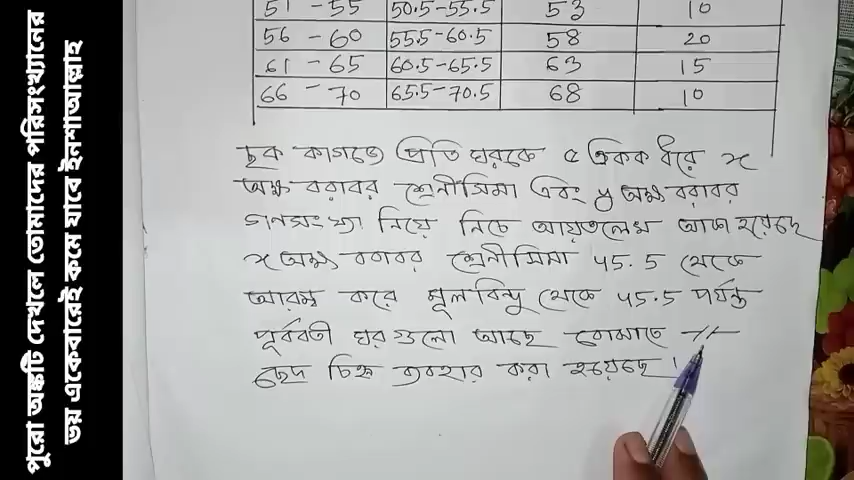 পুরো অঙ্কটি দেখলে তোমাদের পরিসংখ্যানের
ভয় একেবারেই কমে যাবে ইনশাআল্লাহ
51 - 55 50.5-55.5 53 10
56 - 60 55.5-60.5 58 20
61 - 65 60.5-65.5 63 15
66 - 70 65.5-70.5 68 10
ছক কাগজে প্রতি ঘরকে ৫ একক ধরে x
অক্ষ বরাবর শ্রেনীসিমা এবং y অক্ষ বরাবর
গনসংখ্যা নিয়ে নিচে আয়তলেখ আকা হয়েছে
x অক্ষ বরাবর শ্রেনীসিমা 45.5 থেকে
আরম্ভ করে মূলবিন্দু থেকে 45.5 পর্যন্ত
পূর্ববর্তী ঘরগুলো আছে বোঝাতে -//-
ছেদ চিহ্ন ব্যবহার করা হয়েছে।